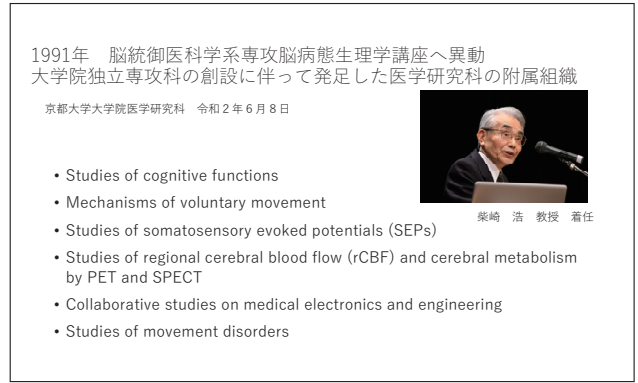 1991年　脳統御医科学系専攻脳病態生理学講座へ異動
大学院独立専攻科の創設に伴って発足した医学研究科の附属組織
京都大学大学院医学研究科　令和２年６月８日
• Studies of cognitive functions
• Mechanisms of voluntary movement
• Studies of somatosensory evoked potentials (SEPs)
• Studies of regional cerebral blood flow (rCBF) and cerebral metabolism
by PET and SPECT
• Collaborative studies on medical electronics and engineering
• Studies of movement disorders
柴﨑　浩　教授　着任